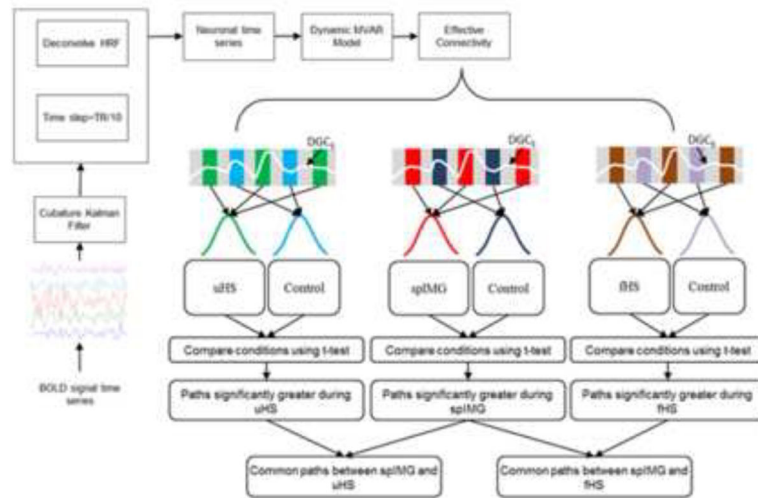 Deconvolve HRF
Time step=TR/10
Neuronal time
series
Dynamic MVAR
Model
Effective
Connectivity
Cubature Kalman
Filter
BOLD signal time
series
DGC
DGC
DGC
uHS
Control
spIMG
Control
fHS
Control
Compare conditions using t-test
Compare conditions using t-test
Compare conditions using t-test
Paths significantly greater during
uHS
Paths significantly greater during
spIMG
Paths significantly greater during
fHS
Common paths between spIMG and
uHS
Common paths between spIMG and
fHS